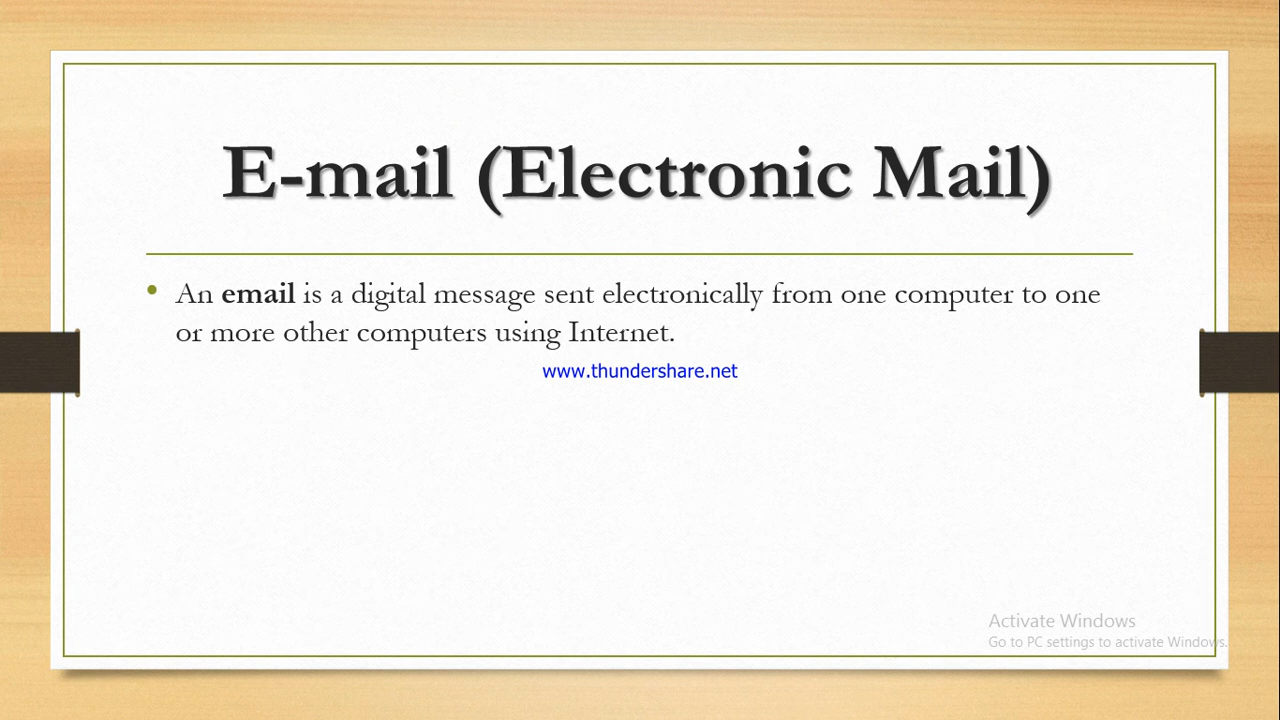 E-mail (Electronic Mail)
• An email is a digital message sent electronically from one computer to one
or more other computers using Internet.
www.thundershare.net
Activate Windows
Go to PC settings to activate Windows.